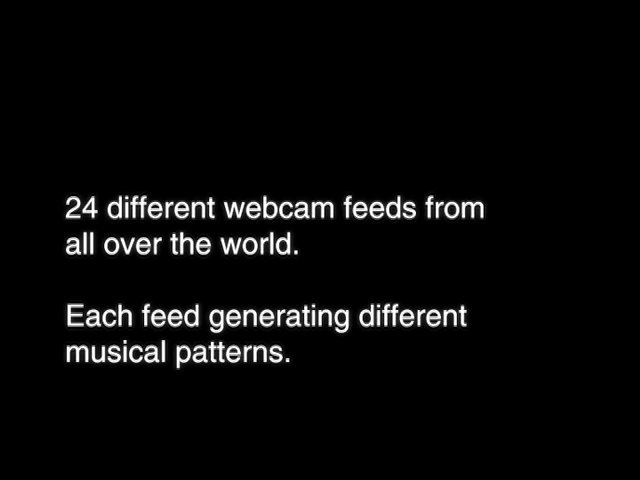 24 different webcam feeds from
all over the world.
Each feed generating different
musical patterns.